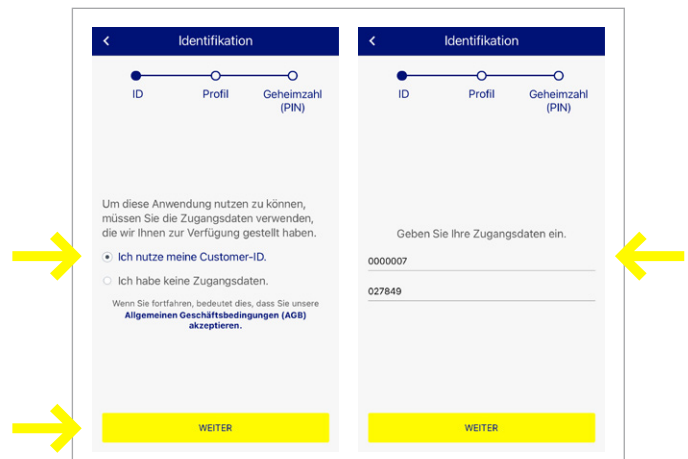 Identifikation
ID Profil Geheimzahl
(PIN)
Um diese Anwendung nutzen zu können,
müssen Sie die Zugangsdaten verwenden,
die wir Ihnen zur Verfügung gestellt haben.
Ich nutze meine Customer-ID.
Ich habe keine Zugangsdaten.
Wenn Sie fortfahren, bedeutet dies, dass Sie unsere
Allgemeinen Geschäftsbedingungen (AGB)
akzeptieren.
WEITER
Identifikation
ID Profil Geheimzahl
(PIN)
Geben Sie Ihre Zugangsdaten ein.
0000007
027849
WEITER